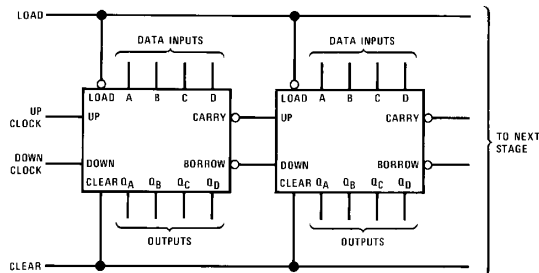 LOAD
DATA INPUTS
DATA INPUTS
LOAD A B C D
LOAD A B C D
UP CLOCK
UP
CARRY
UP
CARRY
TO NEXT STAGE
DOWN CLOCK
DOWN
BORROW
DOWN
BORROW
CLEAR QA QB QC QD
CLEAR QA QB QC QD
OUTPUTS
OUTPUTS
CLEAR